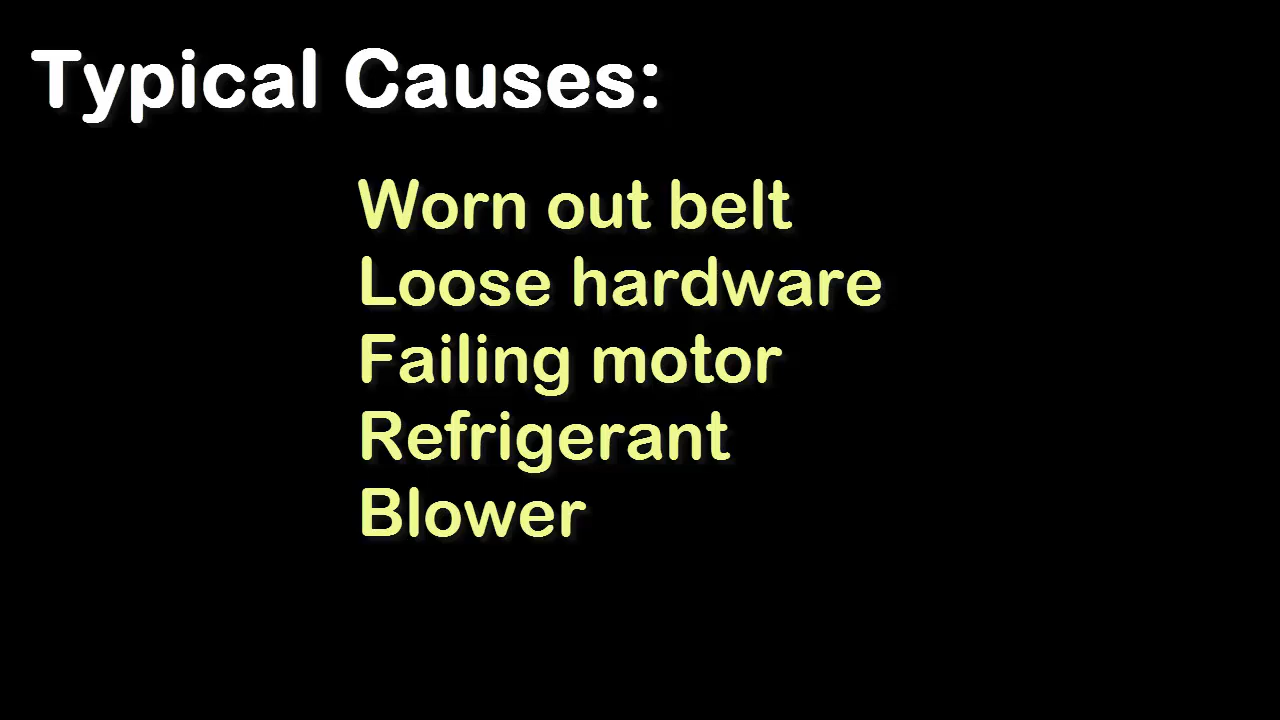 Typical Causes:
Worn out belt
Loose hardware
Failing motor
Refrigerant
Blower